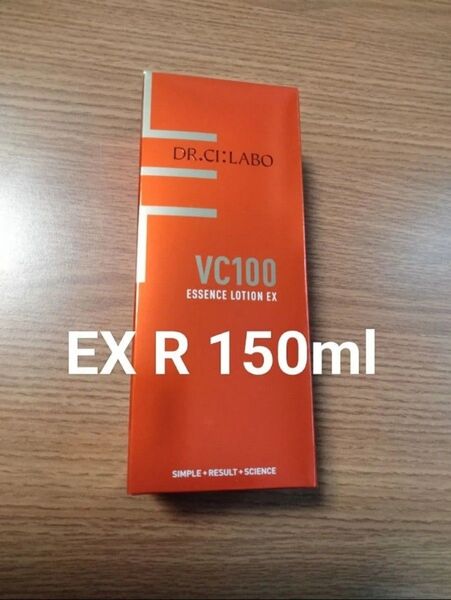 DR.CI:LABO
VC100
ESSENCE LOTION EX
EX R 150ml
SIMPLE+RESULT+SCIENCE